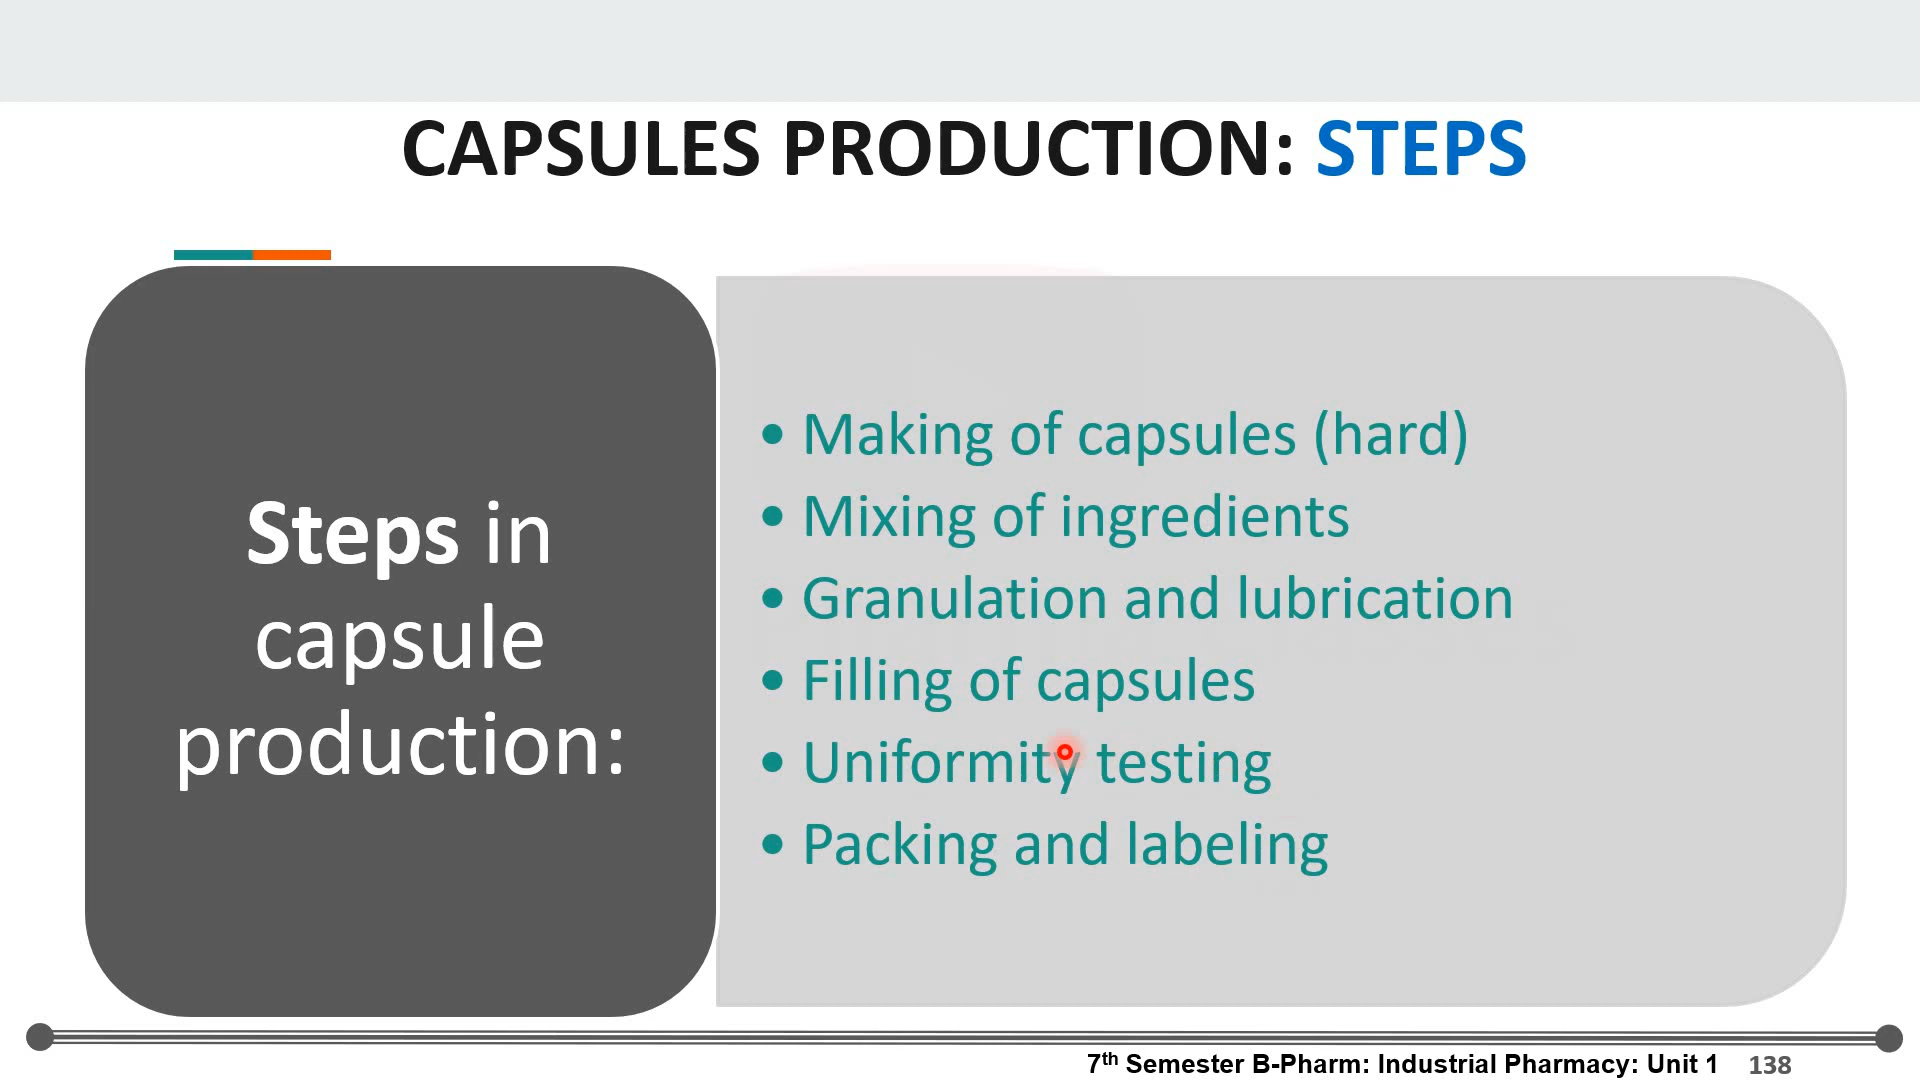 CAPSULES PRODUCTION: STEPS
Steps in
capsule
production:
• Making of capsules (hard)
• Mixing of ingredients
• Granulation and lubrication
• Filling of capsules
• Uniformity testing
• Packing and labeling
7th Semester B-Pharm: Industrial Pharmacy: Unit 1 138